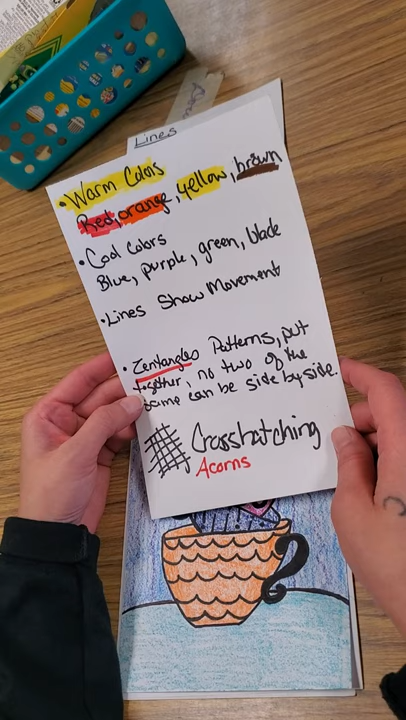 Lines
• Warm Colors
Red, orange, yellow, brown
• Cool colors
Blue, purple, green, black
• Lines Show Movement
• Zentangles Patterns, put
together, no two of the
same can be side by side.
Crosshatching
Acorns